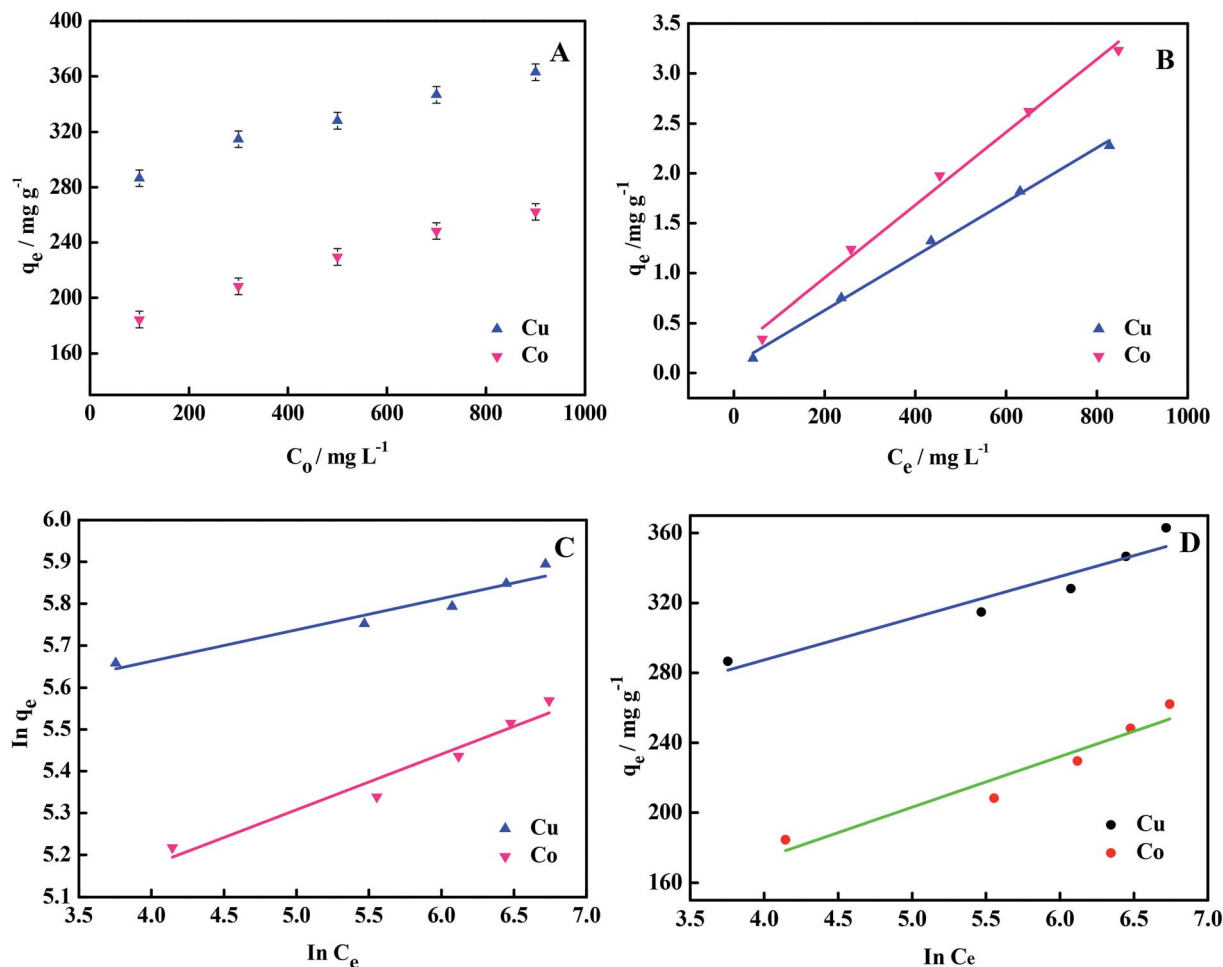 400
360
320
280
240
200
160
q_e / mg g^-1
A
Cu
Co
0 200 400 600 800 1000
C_o / mg L^-1
3.5
3.0
2.5
2.0
1.5
1.0
0.5
0.0
q_e /mg g^-1
B
Cu
Co
0 200 400 600 800 1000
C_e / mg L^-1
6.0
5.9
5.8
5.7
5.6
5.5
5.4
5.3
5.2
5.1
In q_e
C
Cu
Co
3.5 4.0 4.5 5.0 5.5 6.0 6.5 7.0
In C_e
360
320
280
240
200
160
q_e / mg g^-1
D
Cu
Co
3.5 4.0 4.5 5.0 5.5 6.0 6.5 7.0
In Ce